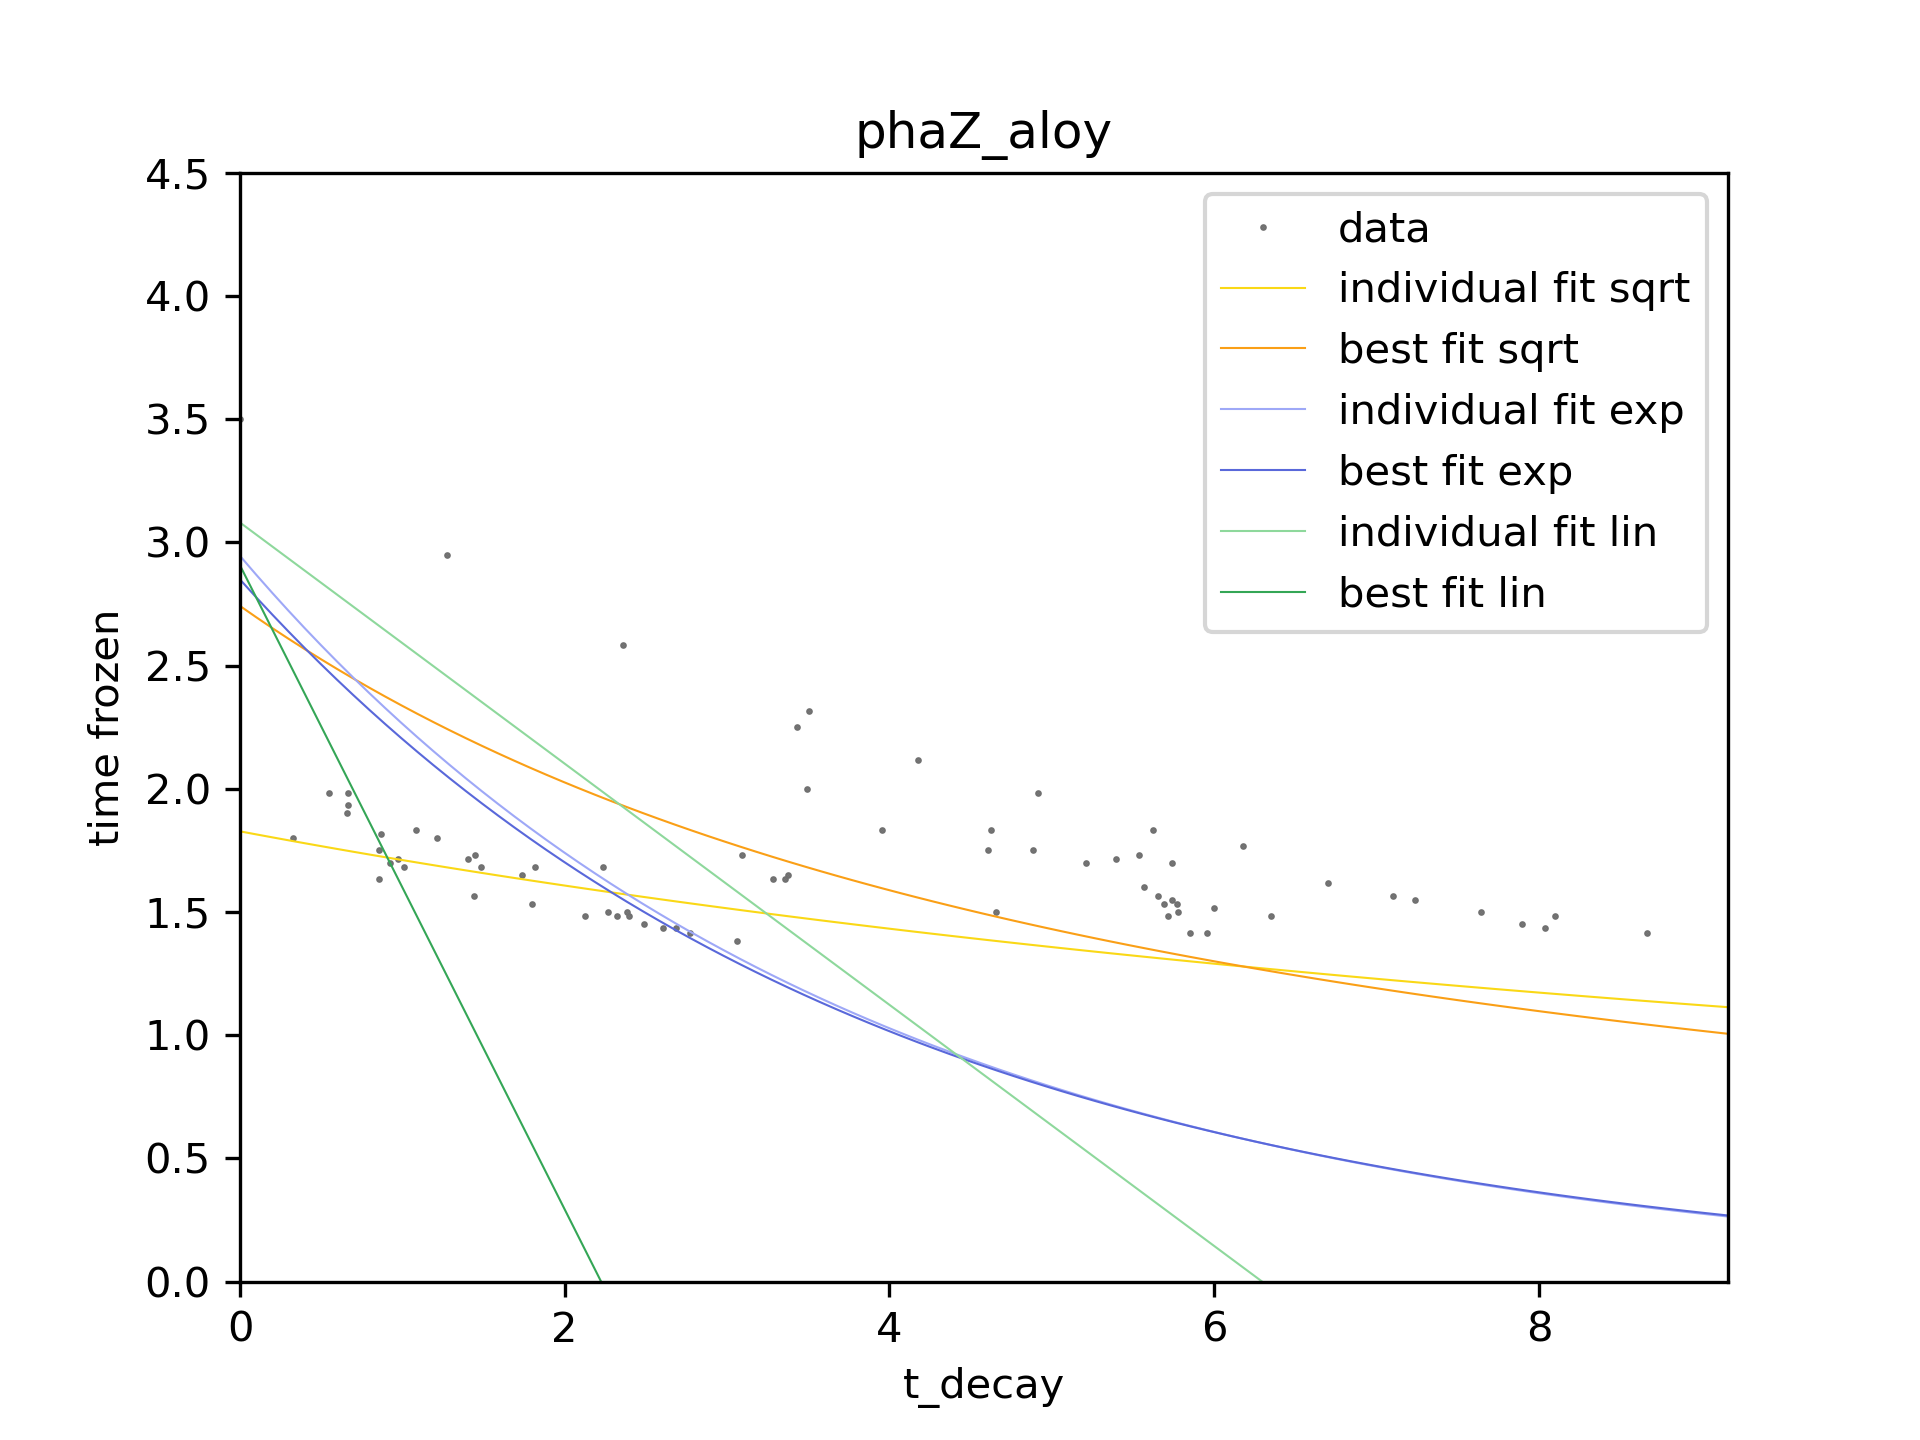 phaZ_aloy
4.5
4.0
3.5
3.0
2.5
2.0
1.5
1.0
0.5
0.0
time frozen
0 2 4 6 8
t_decay
data
individual fit sqrt
best fit sqrt
individual fit exp
best fit exp
individual fit lin
best fit lin